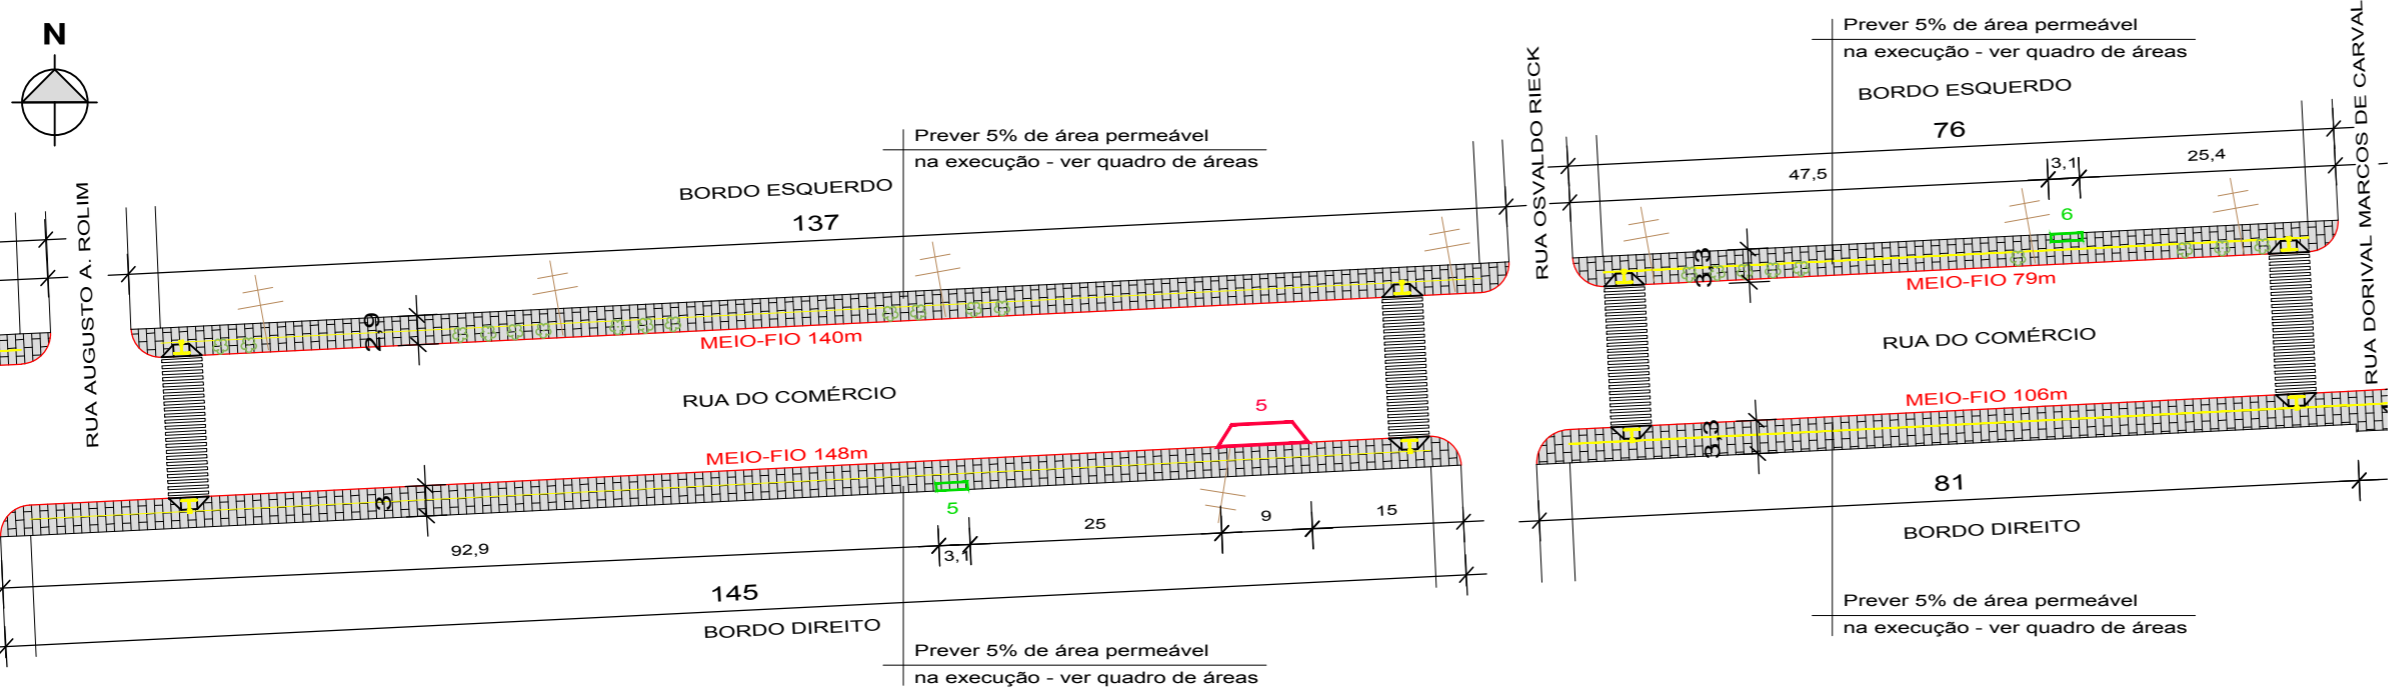 N
RUA AUGUSTO A. ROLIM
BORDO ESQUERDO
137
Prever 5% de área permeável
na execução - ver quadro de áreas
2,9
MEIO-FIO 140m
RUA DO COMÉRCIO
MEIO-FIO 148m
5
3
5
92,9
3,1
25
9
15
145
BORDO DIREITO
Prever 5% de área permeável
na execução - ver quadro de áreas
RUA OSVALDO RIECK
Prever 5% de área permeável
na execução - ver quadro de áreas
BORDO ESQUERDO
76
47,5
3,1
25,4
6
3,3
MEIO-FIO 79m
RUA DO COMÉRCIO
MEIO-FIO 106m
3,3
81
BORDO DIREITO
Prever 5% de área permeável
na execução - ver quadro de áreas
RUA DORIVAL MARCOS DE CARVAL